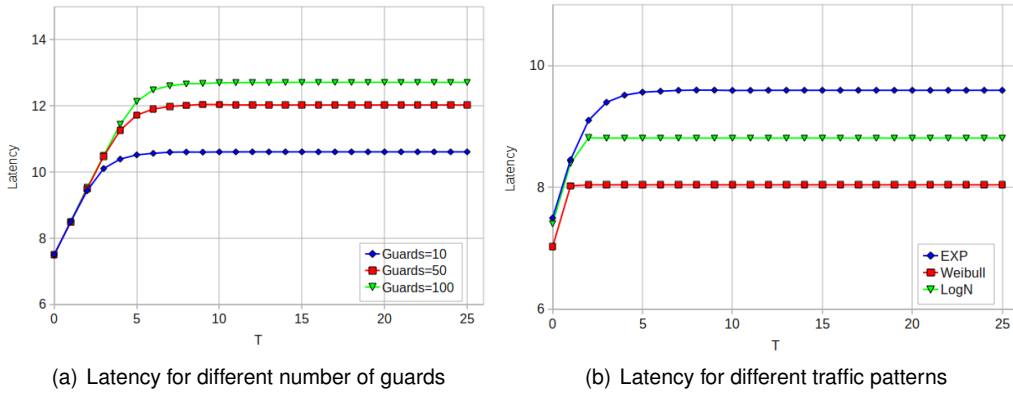 14
12
10
8
6
Latency
0
5
10
15
20
25
T
Guards=10
Guards=50
Guards=100
(a) Latency for different number of guards
10
8
6
Latency
0
5
10
15
20
25
T
EXP
Weibull
LogN
(b) Latency for different traffic patterns